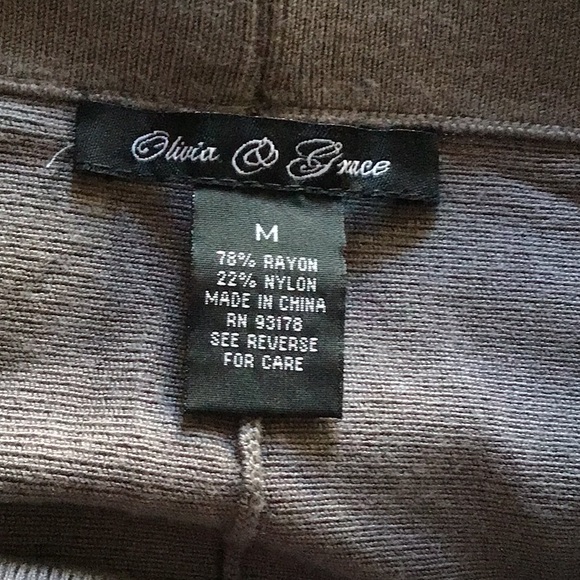 Olivia & Grace
M
78% RAYON
22% NYLON
MADE IN CHINA
RN 93178
SEE REVERSE
FOR CARE